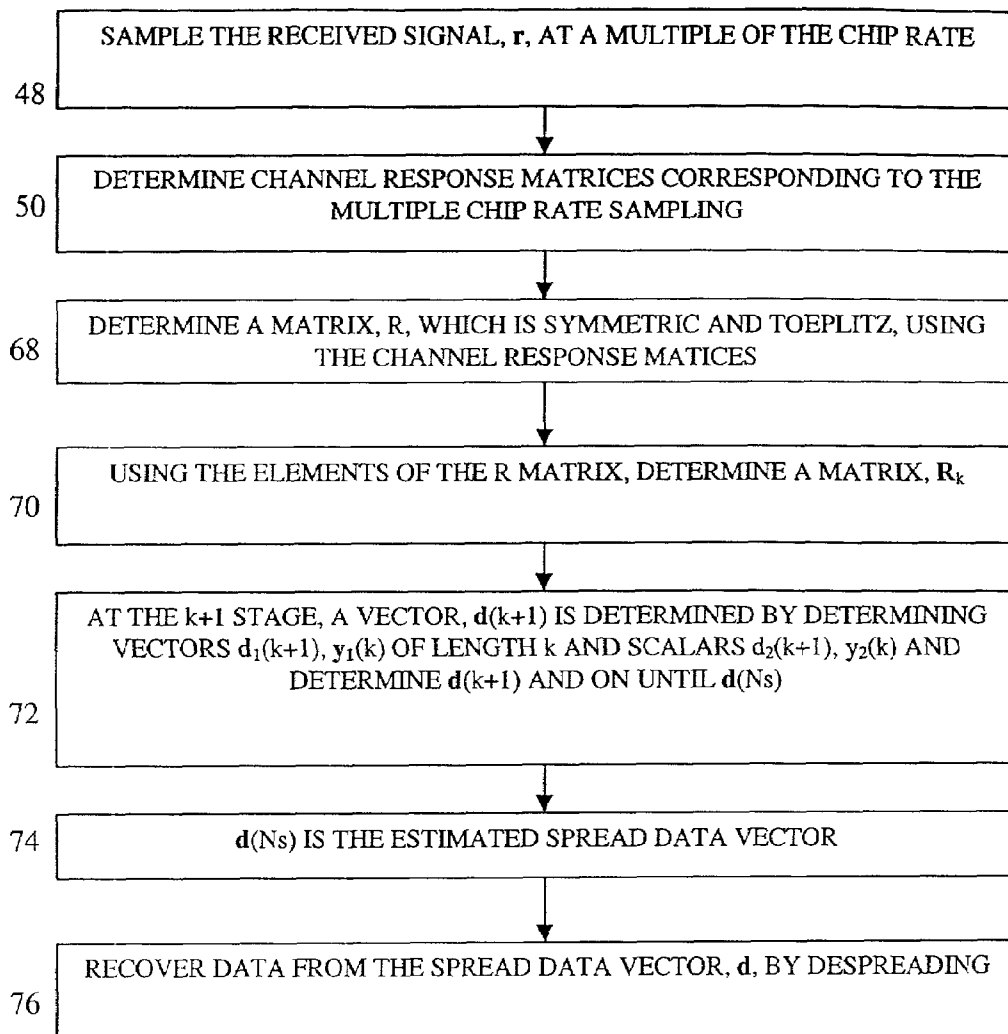 SAMPLE THE RECEIVED SIGNAL, r, AT A MULTIPLE OF THE CHIP RATE
48
DETERMINE CHANNEL RESPONSE MATRICES CORRESPONDING TO THE
50
MULTIPLE CHIP RATE SAMPLING
DETERMINE A MATRIX, R, WHICH IS SYMMETRIC AND TOEPLITZ, USING
68
THE CHANNEL RESPONSE MATICES
USING THE ELEMENTS OF THE R MATRIX, DETERMINE A MATRIX, Rk
70
AT THE k+1 STAGE, A VECTOR, d(k+1) IS DETERMINED BY DETERMINING
VECTORS d1(k+1), y1(k) OF LENGTH k AND SCALARS d2(k+1), y2(k) AND
DETERMINE d(k+1) AND ON UNTIL d(Ns)
72
74
d(Ns) IS THE ESTIMATED SPREAD DATA VECTOR
RECOVER DATA FROM THE SPREAD DATA VECTOR, d, BY DESPREADING
76